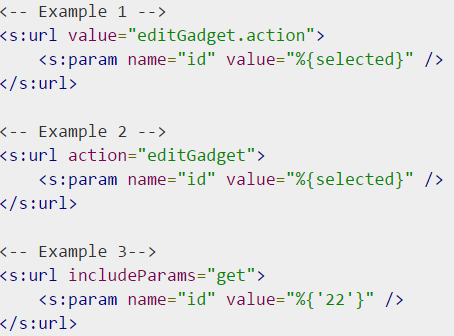 <-- Example 1 -->
<s:url value="editGadget.action">
    <s:param name="id" value="%{selected}" />
</s:url>

<-- Example 2 -->
<s:url action="editGadget">
    <s:param name="id" value="%{selected}" />
</s:url>

<-- Example 3-->
<s:url includeParams="get">
    <s:param name="id" value="%{'22'}" />
</s:url>